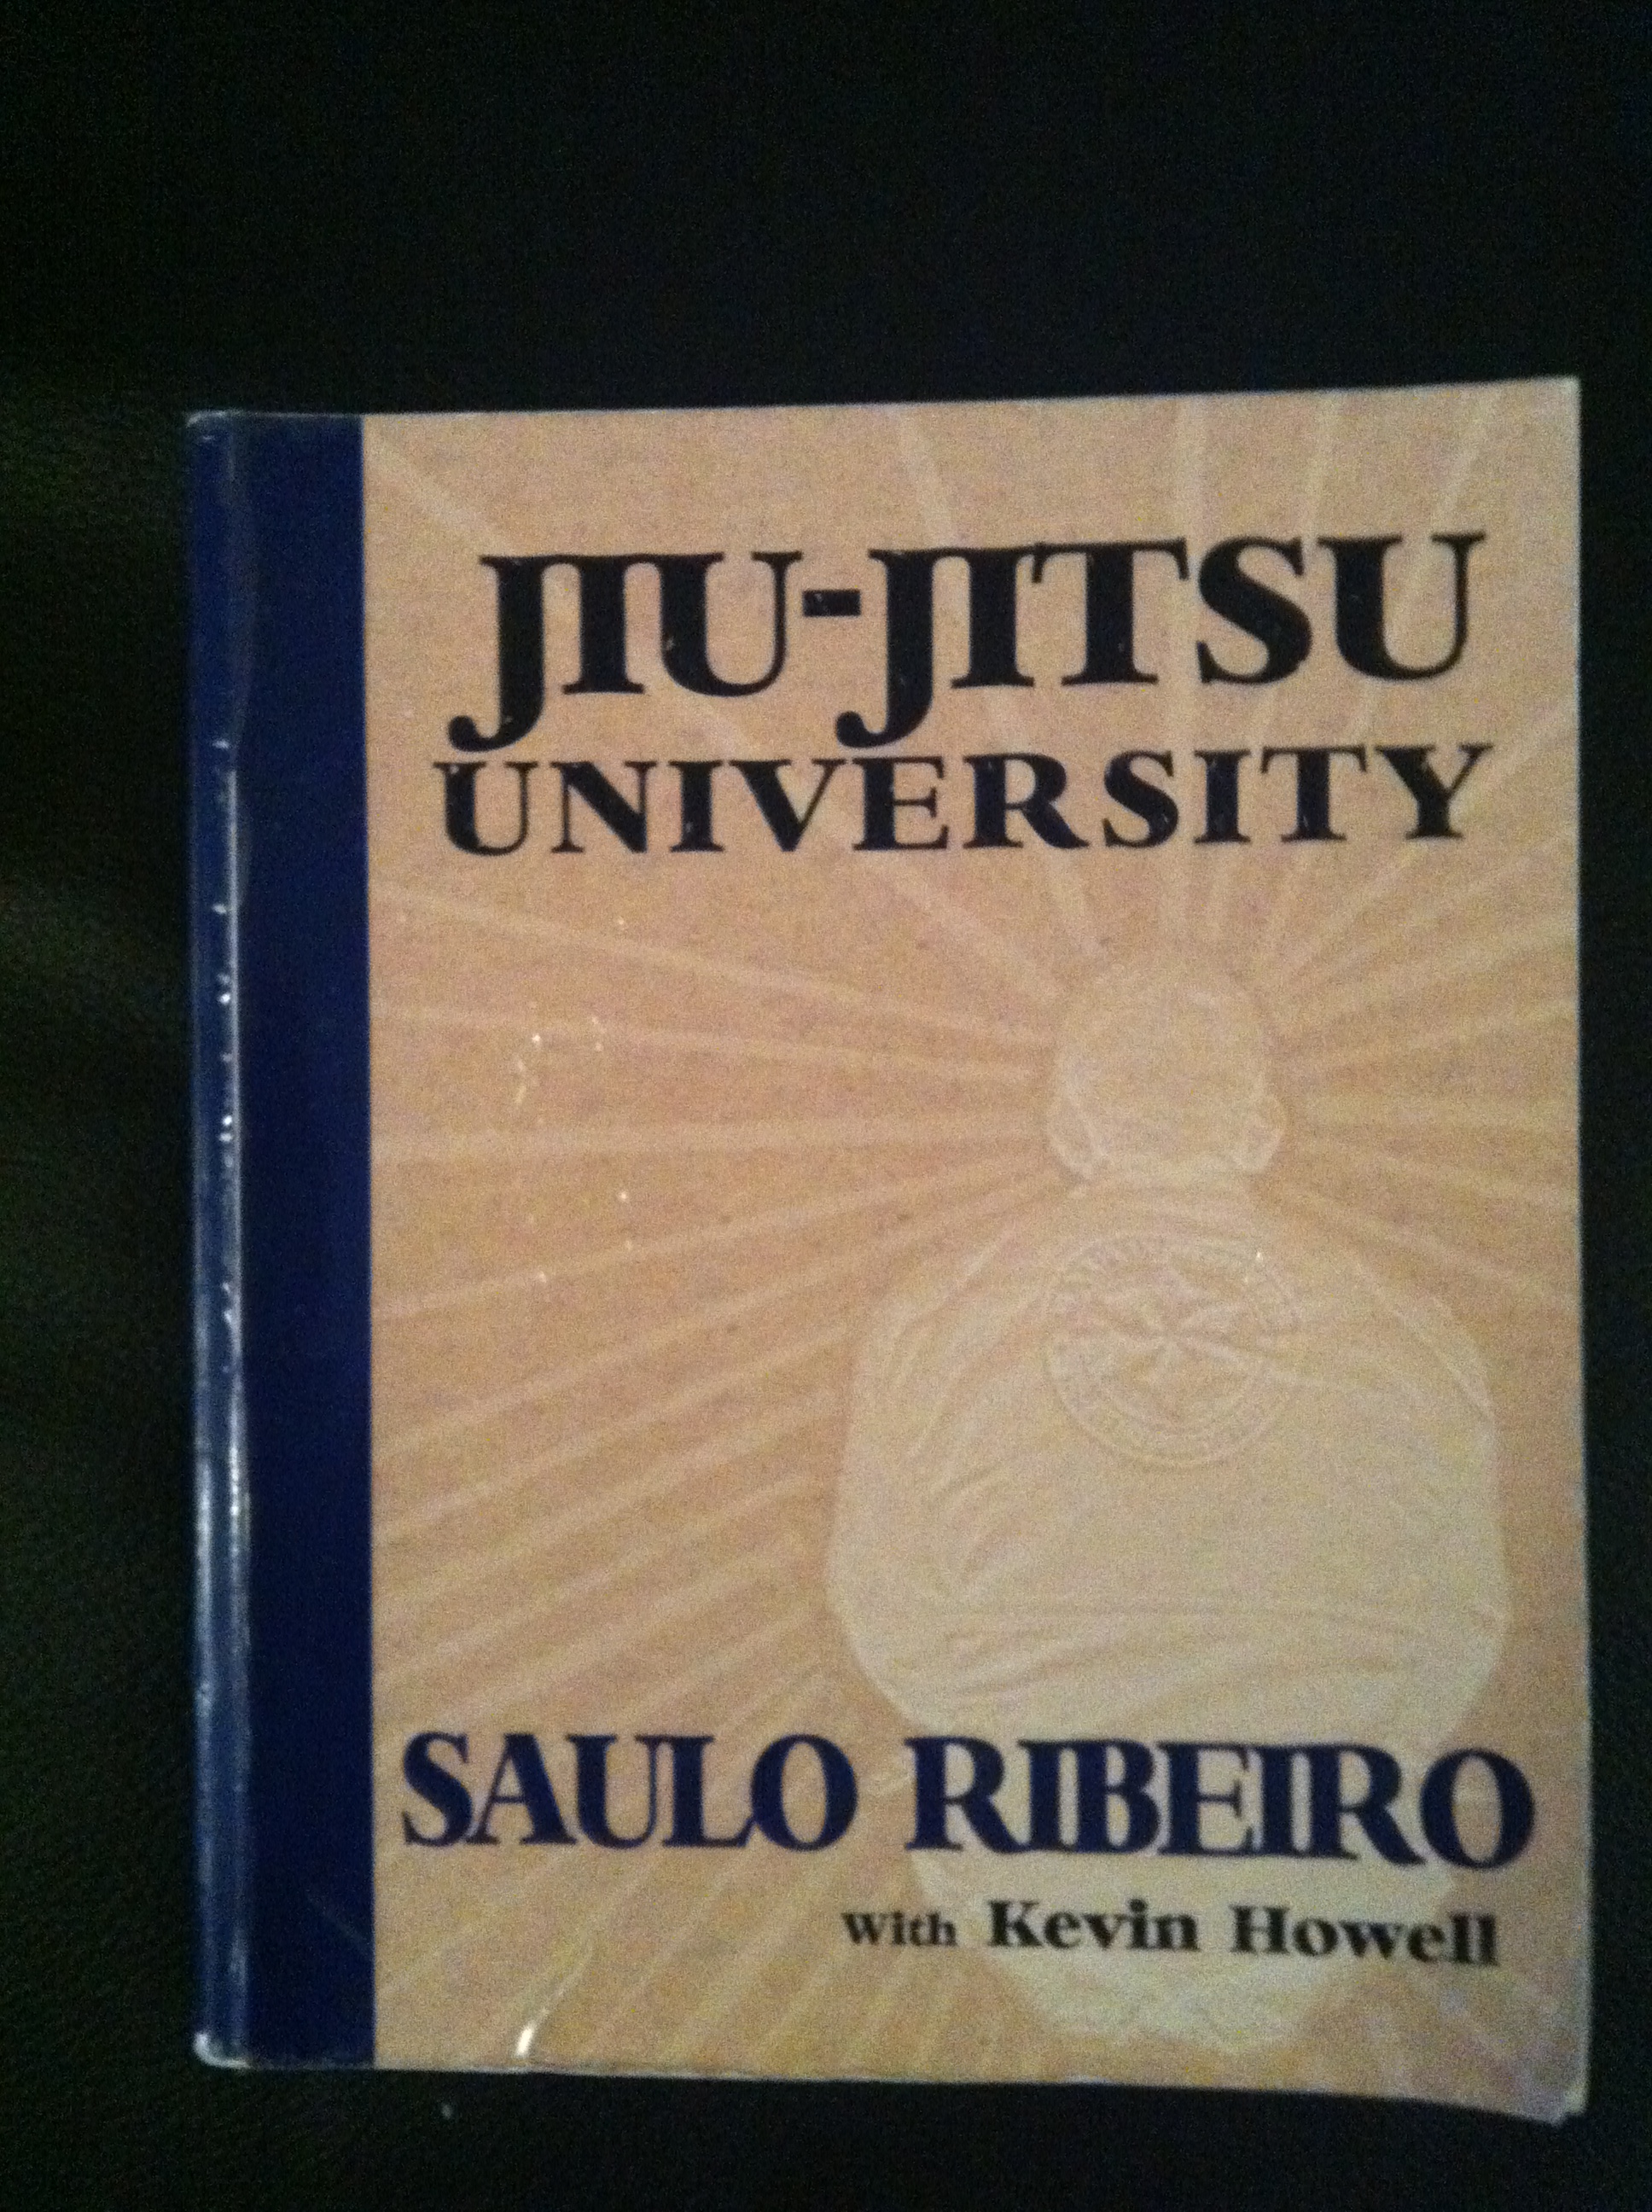 JIU-JITSU
UNIVERSITY
SAULO RIBEIRO
With Kevin Howell